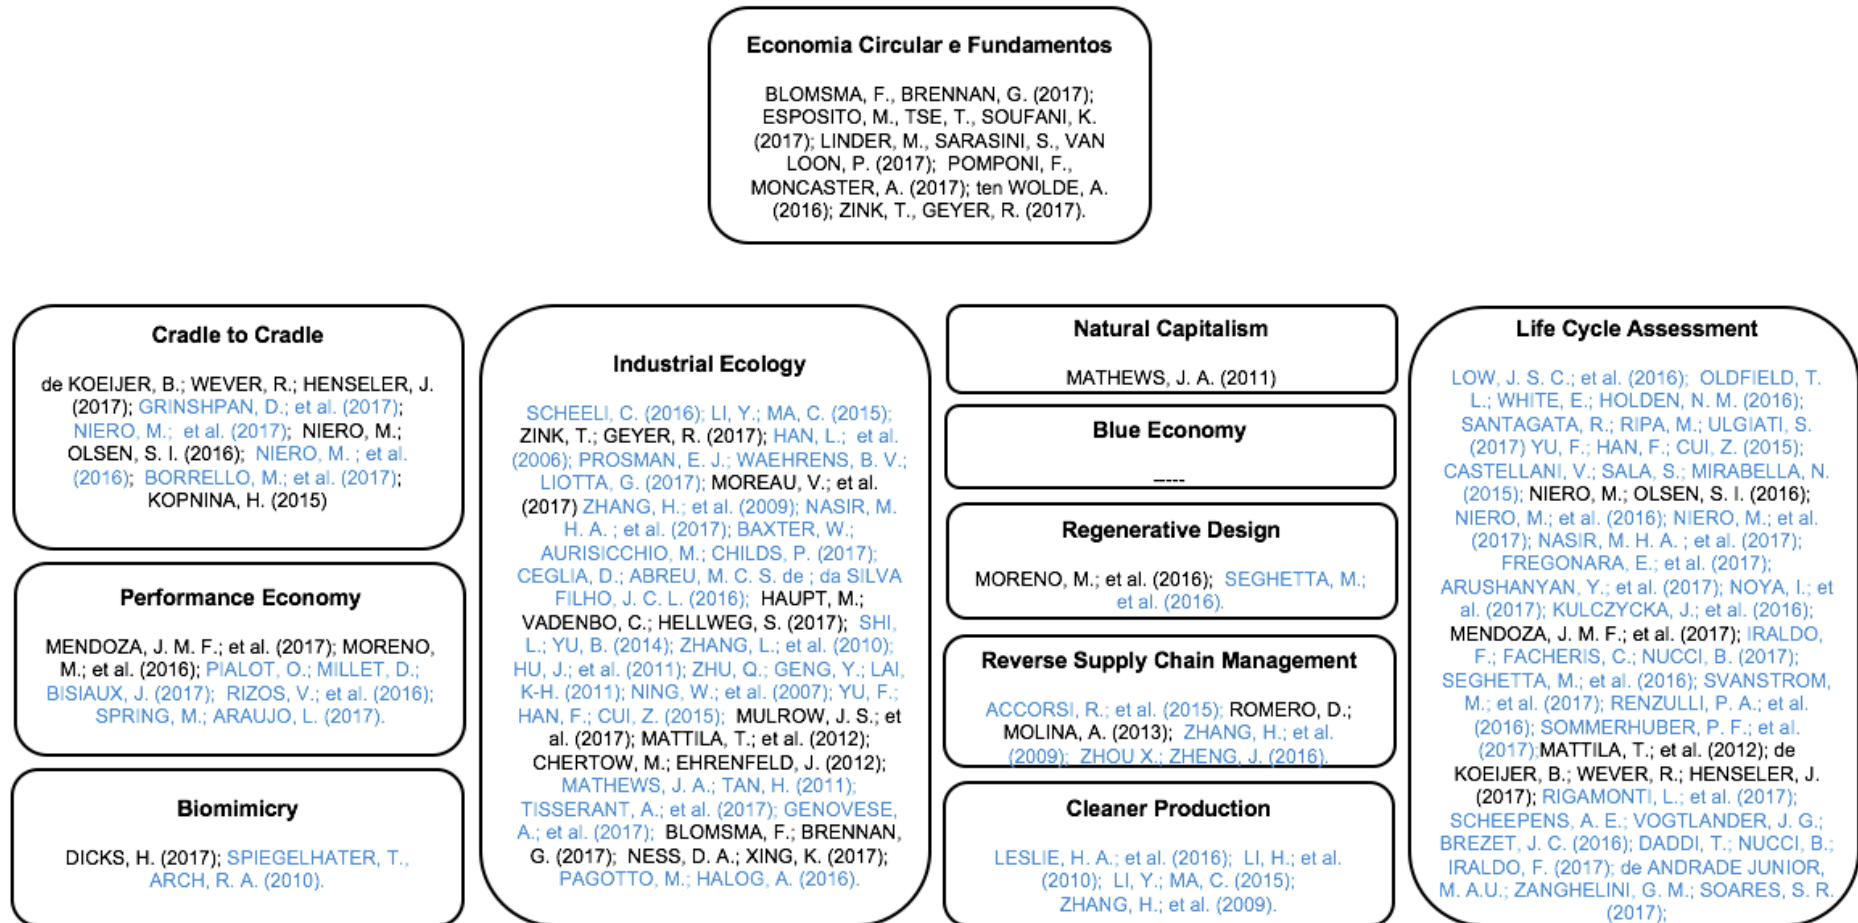 Economia Circular e Fundamentos
BLOMSMA, F., BRENNAN, G. (2017);
ESPOSITO, M., TSE, T., SOUFANI, K.
(2017); LINDER, M., SARASINI, S., VAN
LOON, P. (2017); POMPONI, F.,
MONCASTER, A. (2017); ten WOLDE, A.
(2016); ZINK, T., GEYER, R. (2017).
Cradle to Cradle
de KOEIJER, B.; WEVER, R.; HENSELER, J.
(2017); GRINSHPAN, D.; et al. (2017);
NIERO, M.; et al. (2017); NIERO, M.;
OLSEN, S. I. (2016); NIERO, M. ; et al.
(2016); BORRELLO, M.; et al. (2017);
KOPNINA, H. (2015)
Performance Economy
MENDOZA, J. M. F.; et al. (2017); MORENO,
M.; et al. (2016); PIALOT, O.; MILLET, D.;
BISIAUX, J. (2017); RIZOS, V.; et al. (2016);
SPRING, M.; ARAUJO, L. (2017).
Biomimicry
DICKS, H. (2017); SPIEGELHATER, T.,
ARCH, R. A. (2010).
Industrial Ecology
SCHEELI, C. (2016); LI, Y.; MA, C. (2015);
ZINK, T.; GEYER, R. (2017); HAN, L.; et al.
(2006); PROSMAN, E. J.; WAEHRENS, B. V.;
LIOTTA, G. (2017); MOREAU, V.; et al.
(2017) ZHANG, H.; et al. (2009); NASIR, M.
H. A. ; et al. (2017); BAXTER, W.;
AURISICCHIO, M.; CHILDS, P. (2017);
CEGLIA, D.; ABREU, M. C. S. de ; da SILVA
FILHO, J. C. L. (2016); HAUPT, M.;
VADENBO, C.; HELLWEG, S. (2017); SHI,
L.; YU, B. (2014); ZHANG, L.; et al. (2010);
HU, J.; et al. (2011); ZHU, Q.; GENG, Y.; LAI,
K-H. (2011); NING, W.; et al. (2007); YU, F.;
HAN, F.; CUI, Z. (2015); MULROW, J. S.; et
al. (2017); MATTILA, T.; et al. (2012);
CHERTOW, M.; EHRENFELD, J. (2012);
MATHEWS, J. A.; TAN, H. (2011);
TISSERANT, A.; et al. (2017); GENOVESE,
A.; et al. (2017); BLOMSMA, F.; BRENNAN,
G. (2017); NESS, D. A.; XING, K. (2017);
PAGOTTO, M.; HALOG, A. (2016).
Natural Capitalism
MATHEWS, J. A. (2011)
Blue Economy
-----
Regenerative Design
MORENO, M.; et al. (2016); SEGHETTA, M.;
et al. (2016).
Reverse Supply Chain Management
ACCORSI, R.; et al. (2015); ROMERO, D.;
MOLINA, A. (2013); ZHANG, H.; et al.
(2009); ZHOU X.; ZHENG, J. (2016).
Cleaner Production
LESLIE, H. A.; et al. (2016); LI, H.; et al.
(2010); LI, Y.; MA, C. (2015);
ZHANG, H.; et al. (2009).
Life Cycle Assessment
LOW, J. S. C.; et al. (2016); OLDFIELD, T.
L.; WHITE, E.; HOLDEN, N. M. (2016);
SANTAGATA, R.; RIPA, M.; ULGIATI, S.
(2017) YU, F.; HAN, F.; CUI, Z. (2015);
CASTELLANI, V.; SALA, S.; MIRABELLA, N.
(2015); NIERO, M.; OLSEN, S. I. (2016);
NIERO, M.; et al. (2016); NIERO, M.; et al.
(2017); NASIR, M. H. A. ; et al. (2017);
FREGONARA, E.; et al. (2017);
ARUSHANYAN, Y.; et al. (2017); NOYA, I.; et
al. (2017); KULCZYCKA, J.; et al. (2016);
MENDOZA, J. M. F.; et al. (2017); IRALDO,
F.; FACHERIS, C.; NUCCI, B. (2017);
SEGHETTA, M.; et al. (2016); SVANSTROM,
M.; et al. (2017); RENZULLI, P. A.; et al.
(2016); SOMMERHUBER, P. F.; et al.
(2017);MATTILA, T.; et al. (2012); de
KOEIJER, B.; WEVER, R.; HENSELER, J.
(2017); RIGAMONTI, L.; et al. (2017);
SCHEEPENS, A. E.; VOGTLANDER, J. G.;
BREZET, J. C. (2016); DADDI, T.; NUCCI, B.;
IRALDO, F. (2017); de ANDRADE JUNIOR,
M. A.U.; ZANGHELINI, G. M.; SOARES, S. R.
(2017);